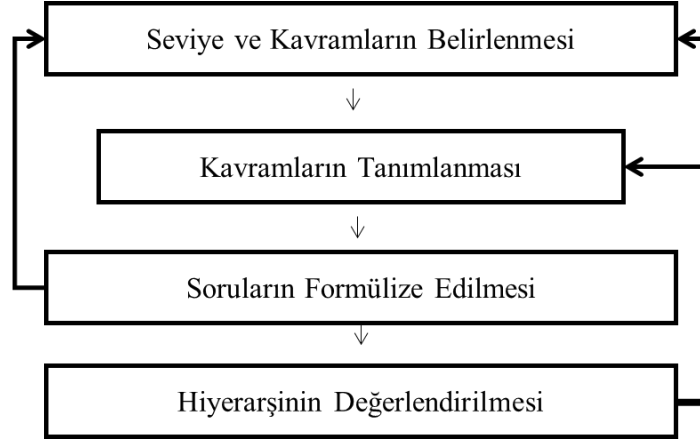 Seviye ve Kavramların Belirlenmesi
Kavramların Tanımlanması
Soruların Formülize Edilmesi
Hiyerarşinin Değerlendirilmesi